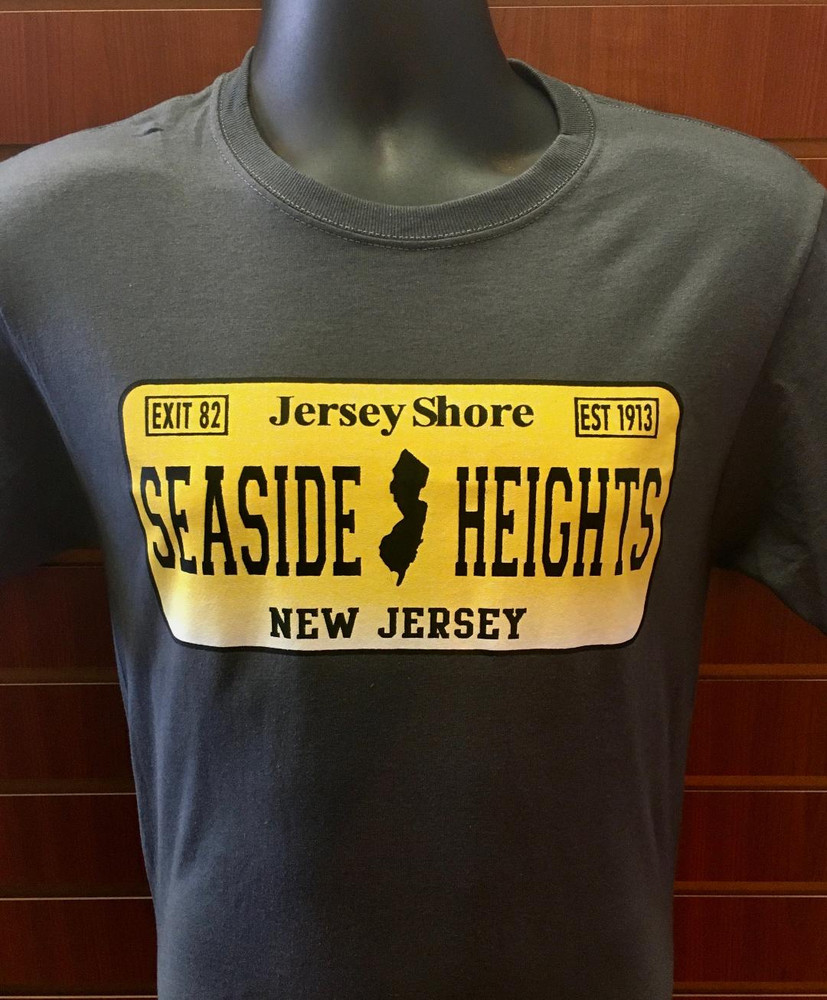 EXIT 82 Jersey Shore EST 1913
SEASIDE HEIGHTS
NEW JERSEY